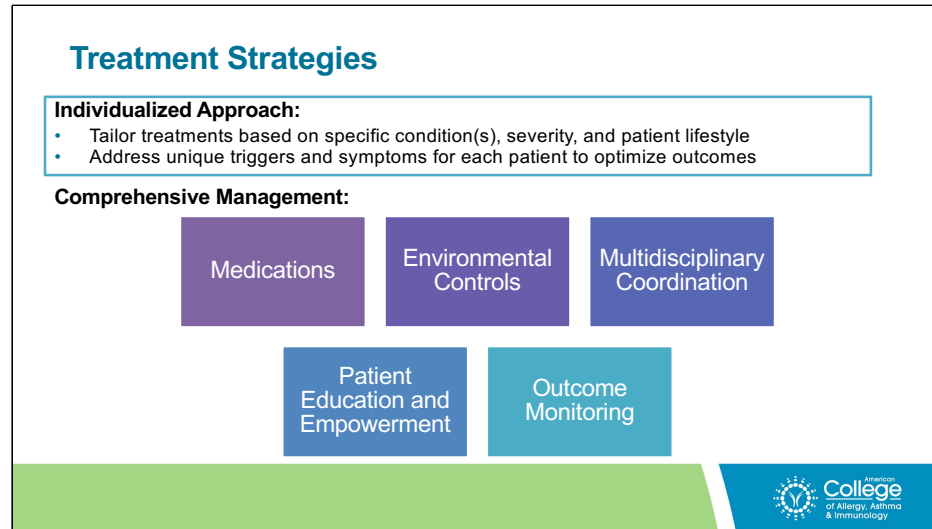 Treatment Strategies
Individualized Approach:
• Tailor treatments based on specific condition(s), severity, and patient lifestyle
• Address unique triggers and symptoms for each patient to optimize outcomes
Comprehensive Management:
Medications
Environmental
Controls
Multidisciplinary
Coordination
Patient
Education and
Empowerment
Outcome
Monitoring
American
College
of Allergy, Asthma
& Immunology